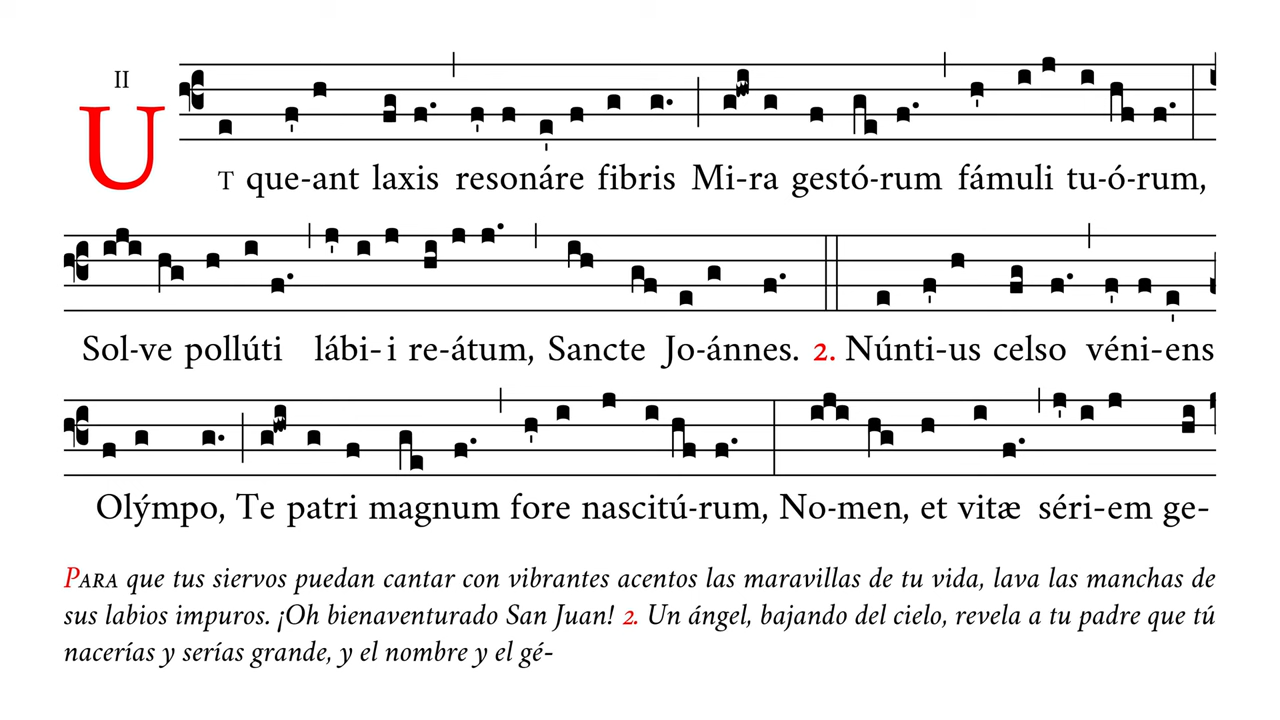 II
UT que-ant laxis resonáre fibris Mi-ra gestó-rum fámuli tu-ó-rum,
Sol-ve pollúti lábi-i re-átum, Sancte Jo-ánnes. 2. Núnti-us celso véni-ens
Olýmpo, Te patri magnum fore nascitú-rum, No-men, et vitæ séri-em ge-
PARA que tus siervos puedan cantar con vibrantes acentos las maravillas de tu vida, lava las manchas de
sus labios impuros. ¡Oh bienaventurado San Juan! 2. Un ángel, bajando del cielo, revela a tu padre que tú
nacerías y serías grande, y el nombre y el gé-